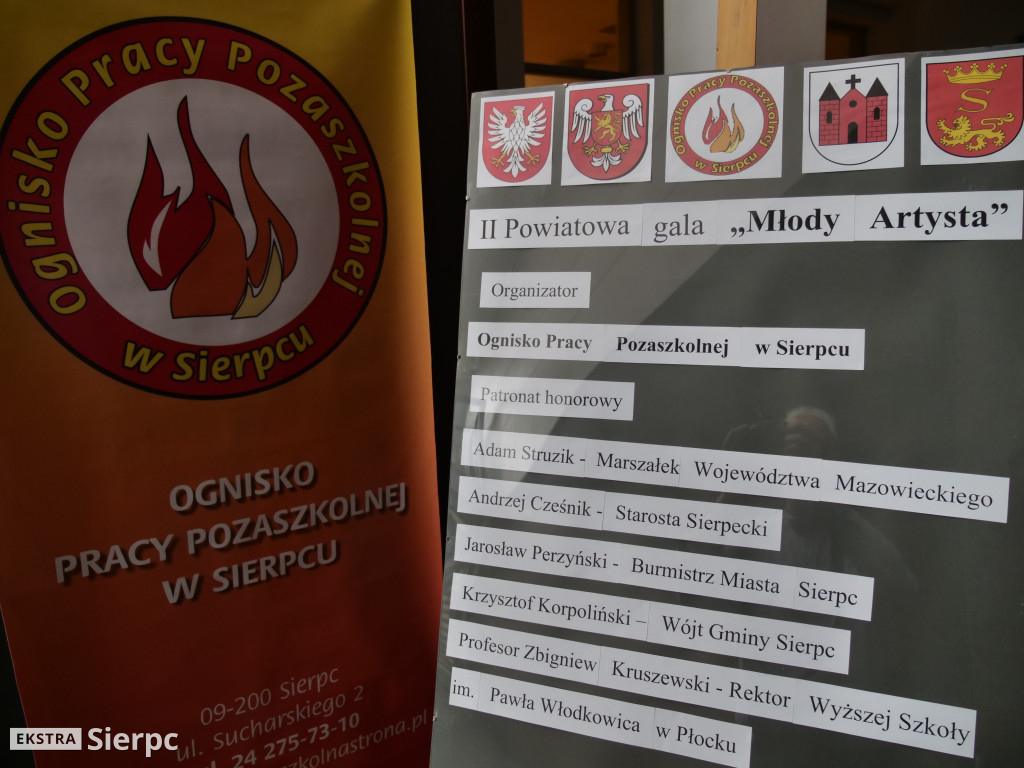 Ognisko Pracy Pozaszkolnej
w Sierpcu
OGNISKO
PRACY POZASZKOLNEJ
W SIERPCU
09-200 Sierpc
ul. Sucharskiego 2
24 275-73-10
Ognisko Pracy Pozaszkolnej
w Sierpcu
S
II Powiatowa gala „Młody Artysta”
Organizator
Ognisko Pracy Pozaszkolnej w Sierpcu
Patronat honorowy
Adam Struzik - Marszałek Województwa Mazowieckiego
Andrzej Cześnik - Starosta Sierpecki
Jarosław Perzyński - Burmistrz Miasta Sierpc
Krzysztof Korpoliński – Wójt Gminy Sierpc
Profesor Zbigniew Kruszewski - Rektor Wyższej Szkoły
im. Pawła Włodkowica w Płocku
EKSTRA Sierpc